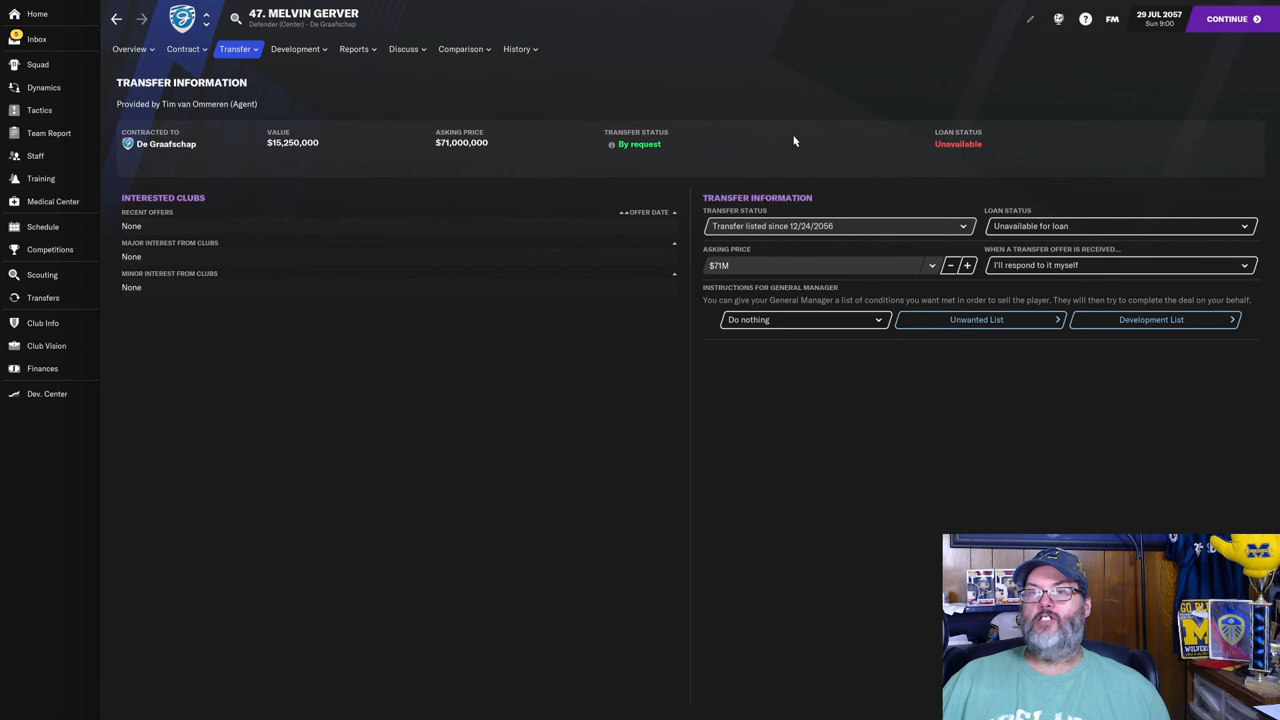 Home
47. MELVIN GERVER
Defender (Center) - De Graafschap
FM
29 JUL 2057
Sun 9:00
CONTINUE
5
Inbox
Overview
Contract
Transfer
Development
Reports
Discuss
Comparison
History
Squad
Dynamics
Tactics
Team Report
Staff
Training
Medical Center
Schedule
Competitions
Scouting
Transfers
Club Info
Club Vision
Finances
Dev. Center
TRANSFER INFORMATION
Provided by Tim van Ommeren (Agent)
CONTRACTED TO
De Graafschap
VALUE
$15,250,000
ASKING PRICE
$71,000,000
TRANSFER STATUS
By request
LOAN STATUS
Unavailable
INTERESTED CLUBS
RECENT OFFERS
OFFER DATE
None
MAJOR INTEREST FROM CLUBS
None
MINOR INTEREST FROM CLUBS
None
TRANSFER INFORMATION
TRANSFER STATUS
Transfer listed since 12/24/2056
LOAN STATUS
Unavailable for loan
ASKING PRICE
$71M
WHEN A TRANSFER OFFER IS RECEIVED...
I'll respond to it myself
INSTRUCTIONS FOR GENERAL MANAGER
You can give your General Manager a list of conditions you want met in order to sell the player. They will then try to complete the deal on your behalf.
Do nothing
Unwanted List
Development List
M
GO BLUE
M
WOLVERINES